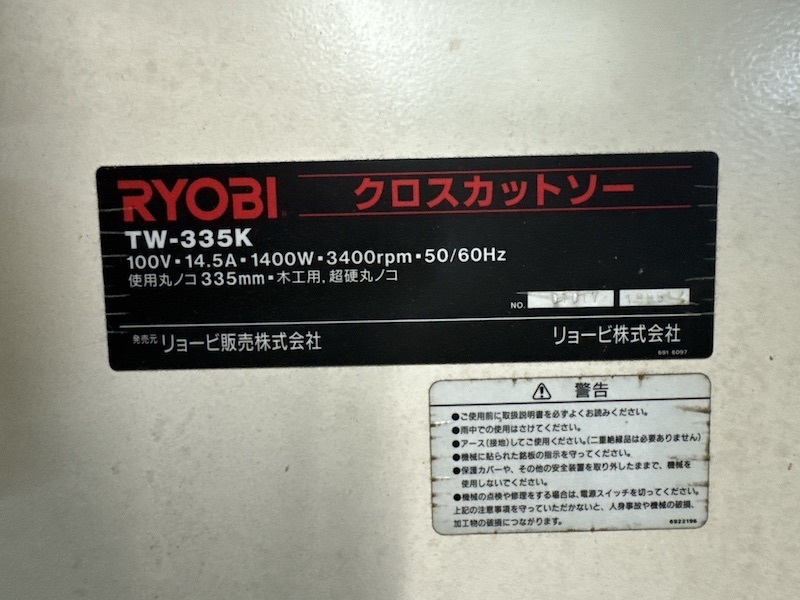 RYOBI クロスカットソー
TW-335K
100V・14.5A・1400W・3400rpm・50/60Hz
使用丸ノコ335mm・木工用，超硬丸ノコ
NO.
発売元 リョービ販売株式会社 リョービ株式会社
691 6097
⚠ 警告
●ご使用前に取扱説明書を必ずよくお読みください。
●雨中での使用はさけてください。
●アース（接地）してご使用ください。（二重絶縁品は必要ありません）
●機械に貼られた銘板の指示を守ってください。
●保護カバーや、その他の安全装置を取り外したままで、機械を
使用しないでください。
●機械の点検や修理をする場合は、電源スイッチを切ってください。
上記の注意事項を守っていただかないと、人身事故や機械の破損、
加工物の破損につながります。
6922196